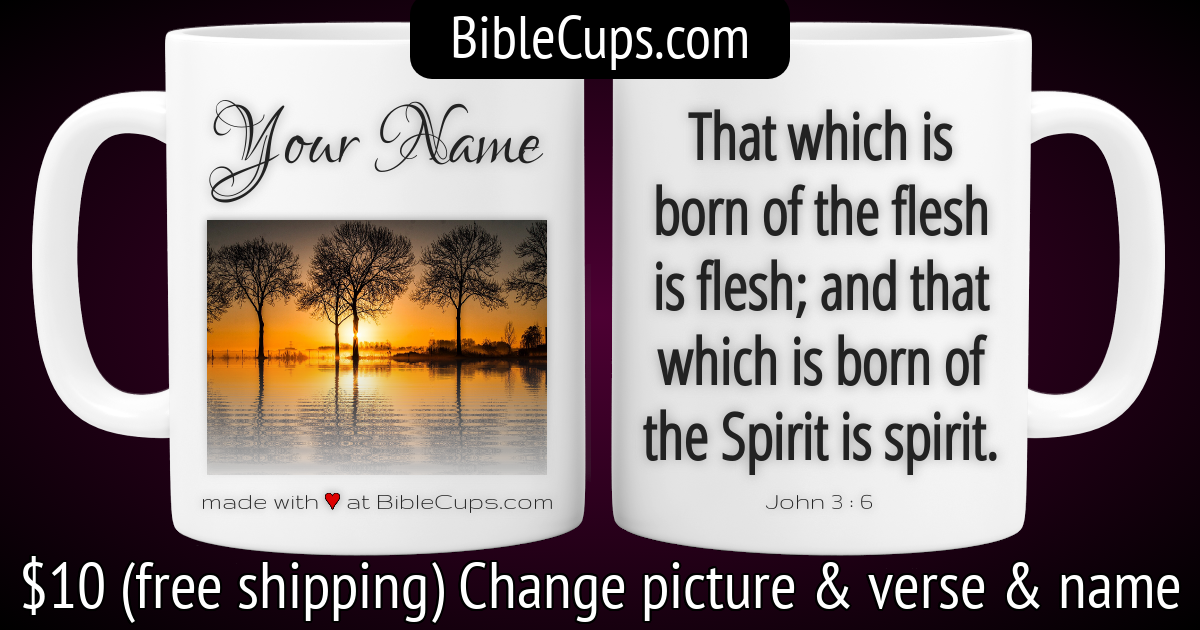 BibleCups.com
Your Name
made with ♥ at BibleCups.com
That which is
born of the flesh
is flesh; and that
which is born of
the Spirit is spirit.
John 3 : 6
$10 (free shipping) Change picture & verse & name